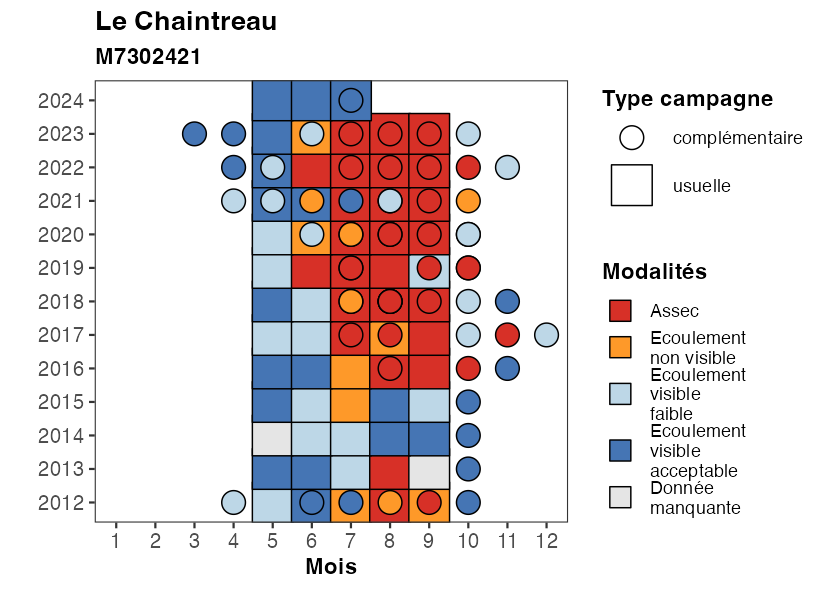 Le Chaintreau
M7302421
2024
2023
2022
2021
2020
2019
2018
2017
2016
2015
2014
2013
2012
1 2 3 4 5 6 7 8 9 10 11 12
Mois
Type campagne
complémentaire
usuelle
Modalités
Assec
Ecoulement
non visible
Ecoulement
visible
faible
Ecoulement
visible
acceptable
Donnée
manquante